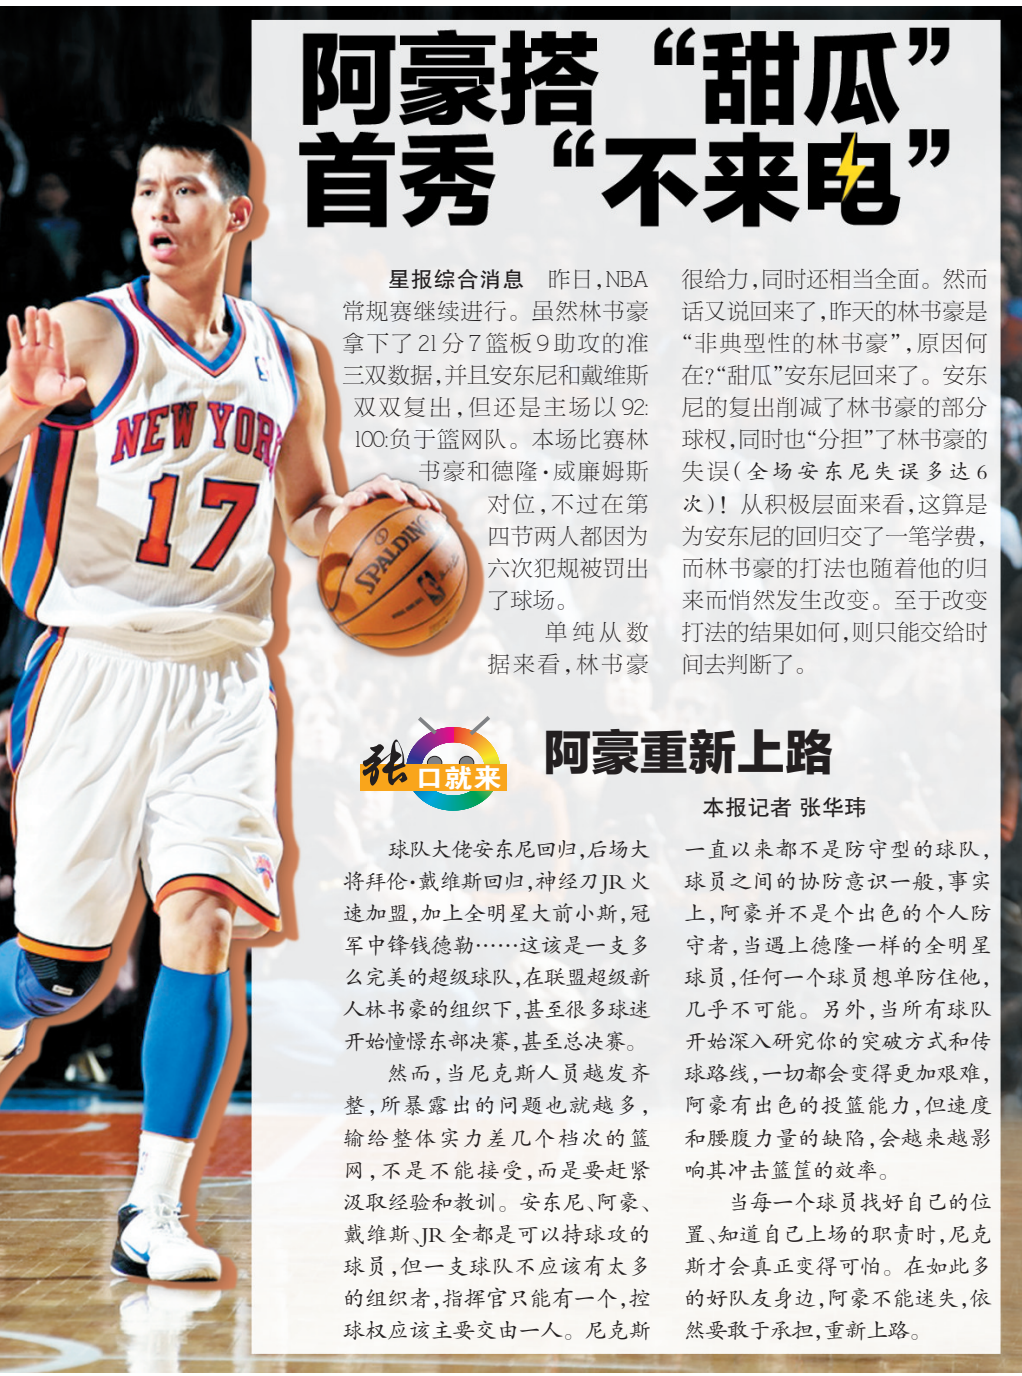 阿豪搭“甜瓜”
首秀“不来电”
星报综合消息 昨日,NBA
常规赛继续进行。虽然林书豪
拿下了21分7篮板9助攻的准
三双数据,并且安东尼和戴维斯
双双复出,但还是主场以92:
100:负于篮网队。本场比赛林
书豪和德隆·威廉姆斯
对位,不过在第
四节两人都因为
六次犯规被罚出
了球场。
单纯从数
据来看,林书豪
很给力,同时还相当全面。然而
话又说回来了,昨天的林书豪是
“非典型性的林书豪”,原因何
在?“甜瓜”安东尼回来了。安东
尼的复出削减了林书豪的部分
球权,同时也“分担”了林书豪的
失误(全场安东尼失误多达6
次)!从积极层面来看,这算是
为安东尼的回归交了一笔学费,
而林书豪的打法也随着他的归
来而悄然发生改变。至于改变
打法的结果如何,则只能交给时
间去判断了。
NEW YORK
17
SPALDING
张口就来
阿豪重新上路
本报记者 张华玮
球队大佬安东尼回归,后场大
将拜伦·戴维斯回归,神经刀JR火
速加盟,加上全明星大前小斯,冠
军中锋钱德勒……这该是一支多
么完美的超级球队,在联盟超级新
人林书豪的组织下,甚至很多球迷
开始憧憬东部决赛,甚至总决赛。
然而,当尼克斯人员越发齐
整,所暴露出的问题也就越多,
输给整体实力差几个档次的篮
网,不是不能接受,而是要赶紧
汲取经验和教训。安东尼、阿豪、
戴维斯、JR全都是可以持球攻的
球员,但一支球队不应该有太多
的组织者,指挥官只能有一个,控
球权应该主要交由一人。尼克斯
一直以来都不是防守型的球队,
球员之间的协防意识一般,事实
上,阿豪并不是个出色的个人防
守者,当遇上德隆一样的全明星
球员,任何一个球员想单防住他,
几乎不可能。另外,当所有球队
开始深入研究你的突破方式和传
球路线,一切都会变得更加艰难,
阿豪有出色的投篮能力,但速度
和腰腹力量的缺陷,会越来越影
响其冲击篮筐的效率。
当每一个球员找好自己的位
置、知道自己上场的职责时,尼克
斯才会真正变得可怕。在如此多
的好队友身边,阿豪不能迷失,依
然要敢于承担,重新上路。